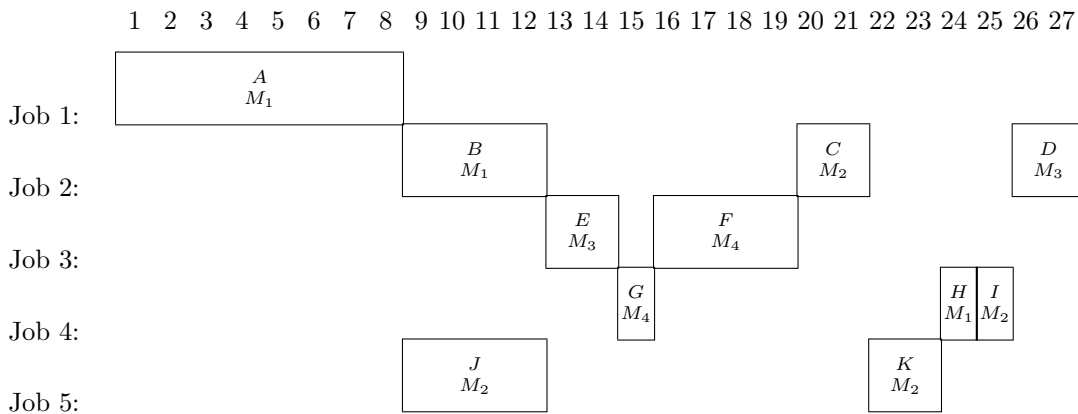 1 2 3 4 5 6 7 8 9 10 11 12 13 14 15 16 17 18 19 20 21 22 23 24 25 26 27
A
M₁
Job 1:
B
M₁
C
M₂
D
M₃
Job 2:
E
M₃
F
M₄
Job 3:
G
M₄
H
M₁
I
M₂
Job 4:
J
M₂
K
M₂
Job 5: